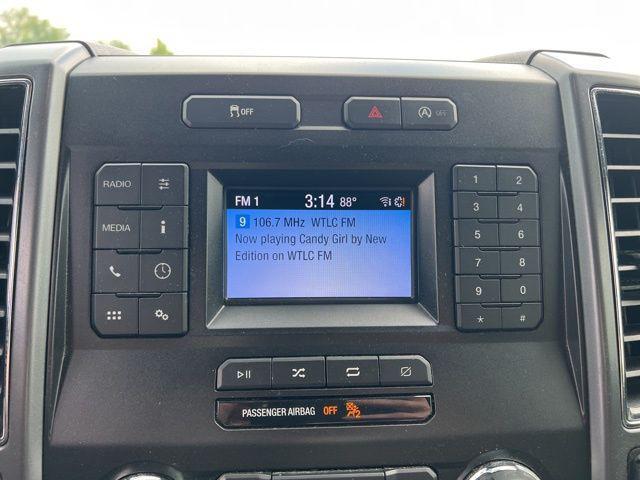 OFF
A OFF
RADIO
MEDIA
i
FM 1 3:14 88°
9 106.7 MHz WTLC FM
Now playing Candy Girl by New
Edition on WTLC FM
1 2
3 4
5 6
7 8
9 0
* #
PASSENGER AIRBAG OFF 2